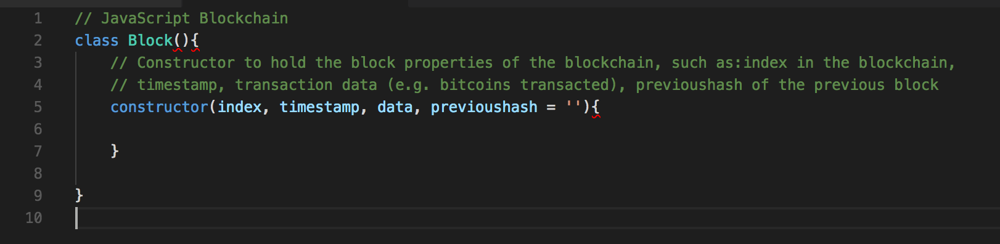 1 // JavaScript Blockchain
2 class Block(){
3 // Constructor to hold the block properties of the blockchain, such as:index in the blockchain,
4 // timestamp, transaction data (e.g. bitcoins transacted), previoushash of the previous block
5 constructor(index, timestamp, data, previoushash = ''){
6
7 }
8
9 }
10